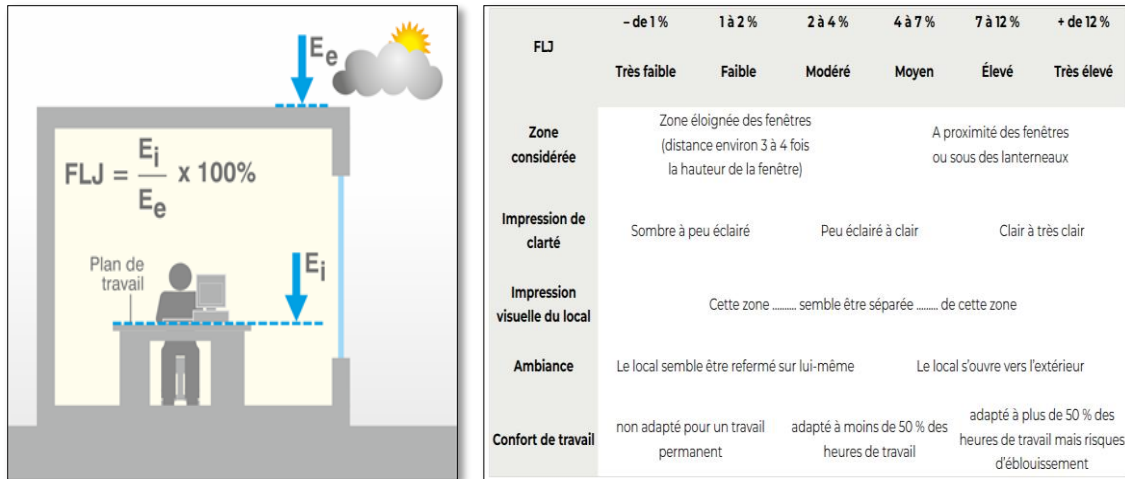 Ee
FLJ = Ei / Ee x 100%
Plan de
travail
Ei
FLJ
– de 1 % 1 à 2 % 2 à 4 % 4 à 7 % 7 à 12 % + de 12 %
Très faible Faible Modéré Moyen Élevé Très élevé
Zone
considérée
Zone éloignée des fenêtres
(distance environ 3 à 4 fois
la hauteur de la fenêtre)
A proximité des fenêtres
ou sous des lanterneaux
Impression de
clarté
Sombre à peu éclairé
Peu éclairé à clair
Clair à très clair
Impression
visuelle du local
Cette zone ......... semble être séparée ......... de cette zone
Ambiance
Le local semble être refermé sur lui-même
Le local s’ouvre vers l’extérieur
Confort de travail
non adapté pour un travail
permanent
adapté à moins de 50 % des
heures de travail
adapté à plus de 50 % des
heures de travail mais risques
d’éblouissement